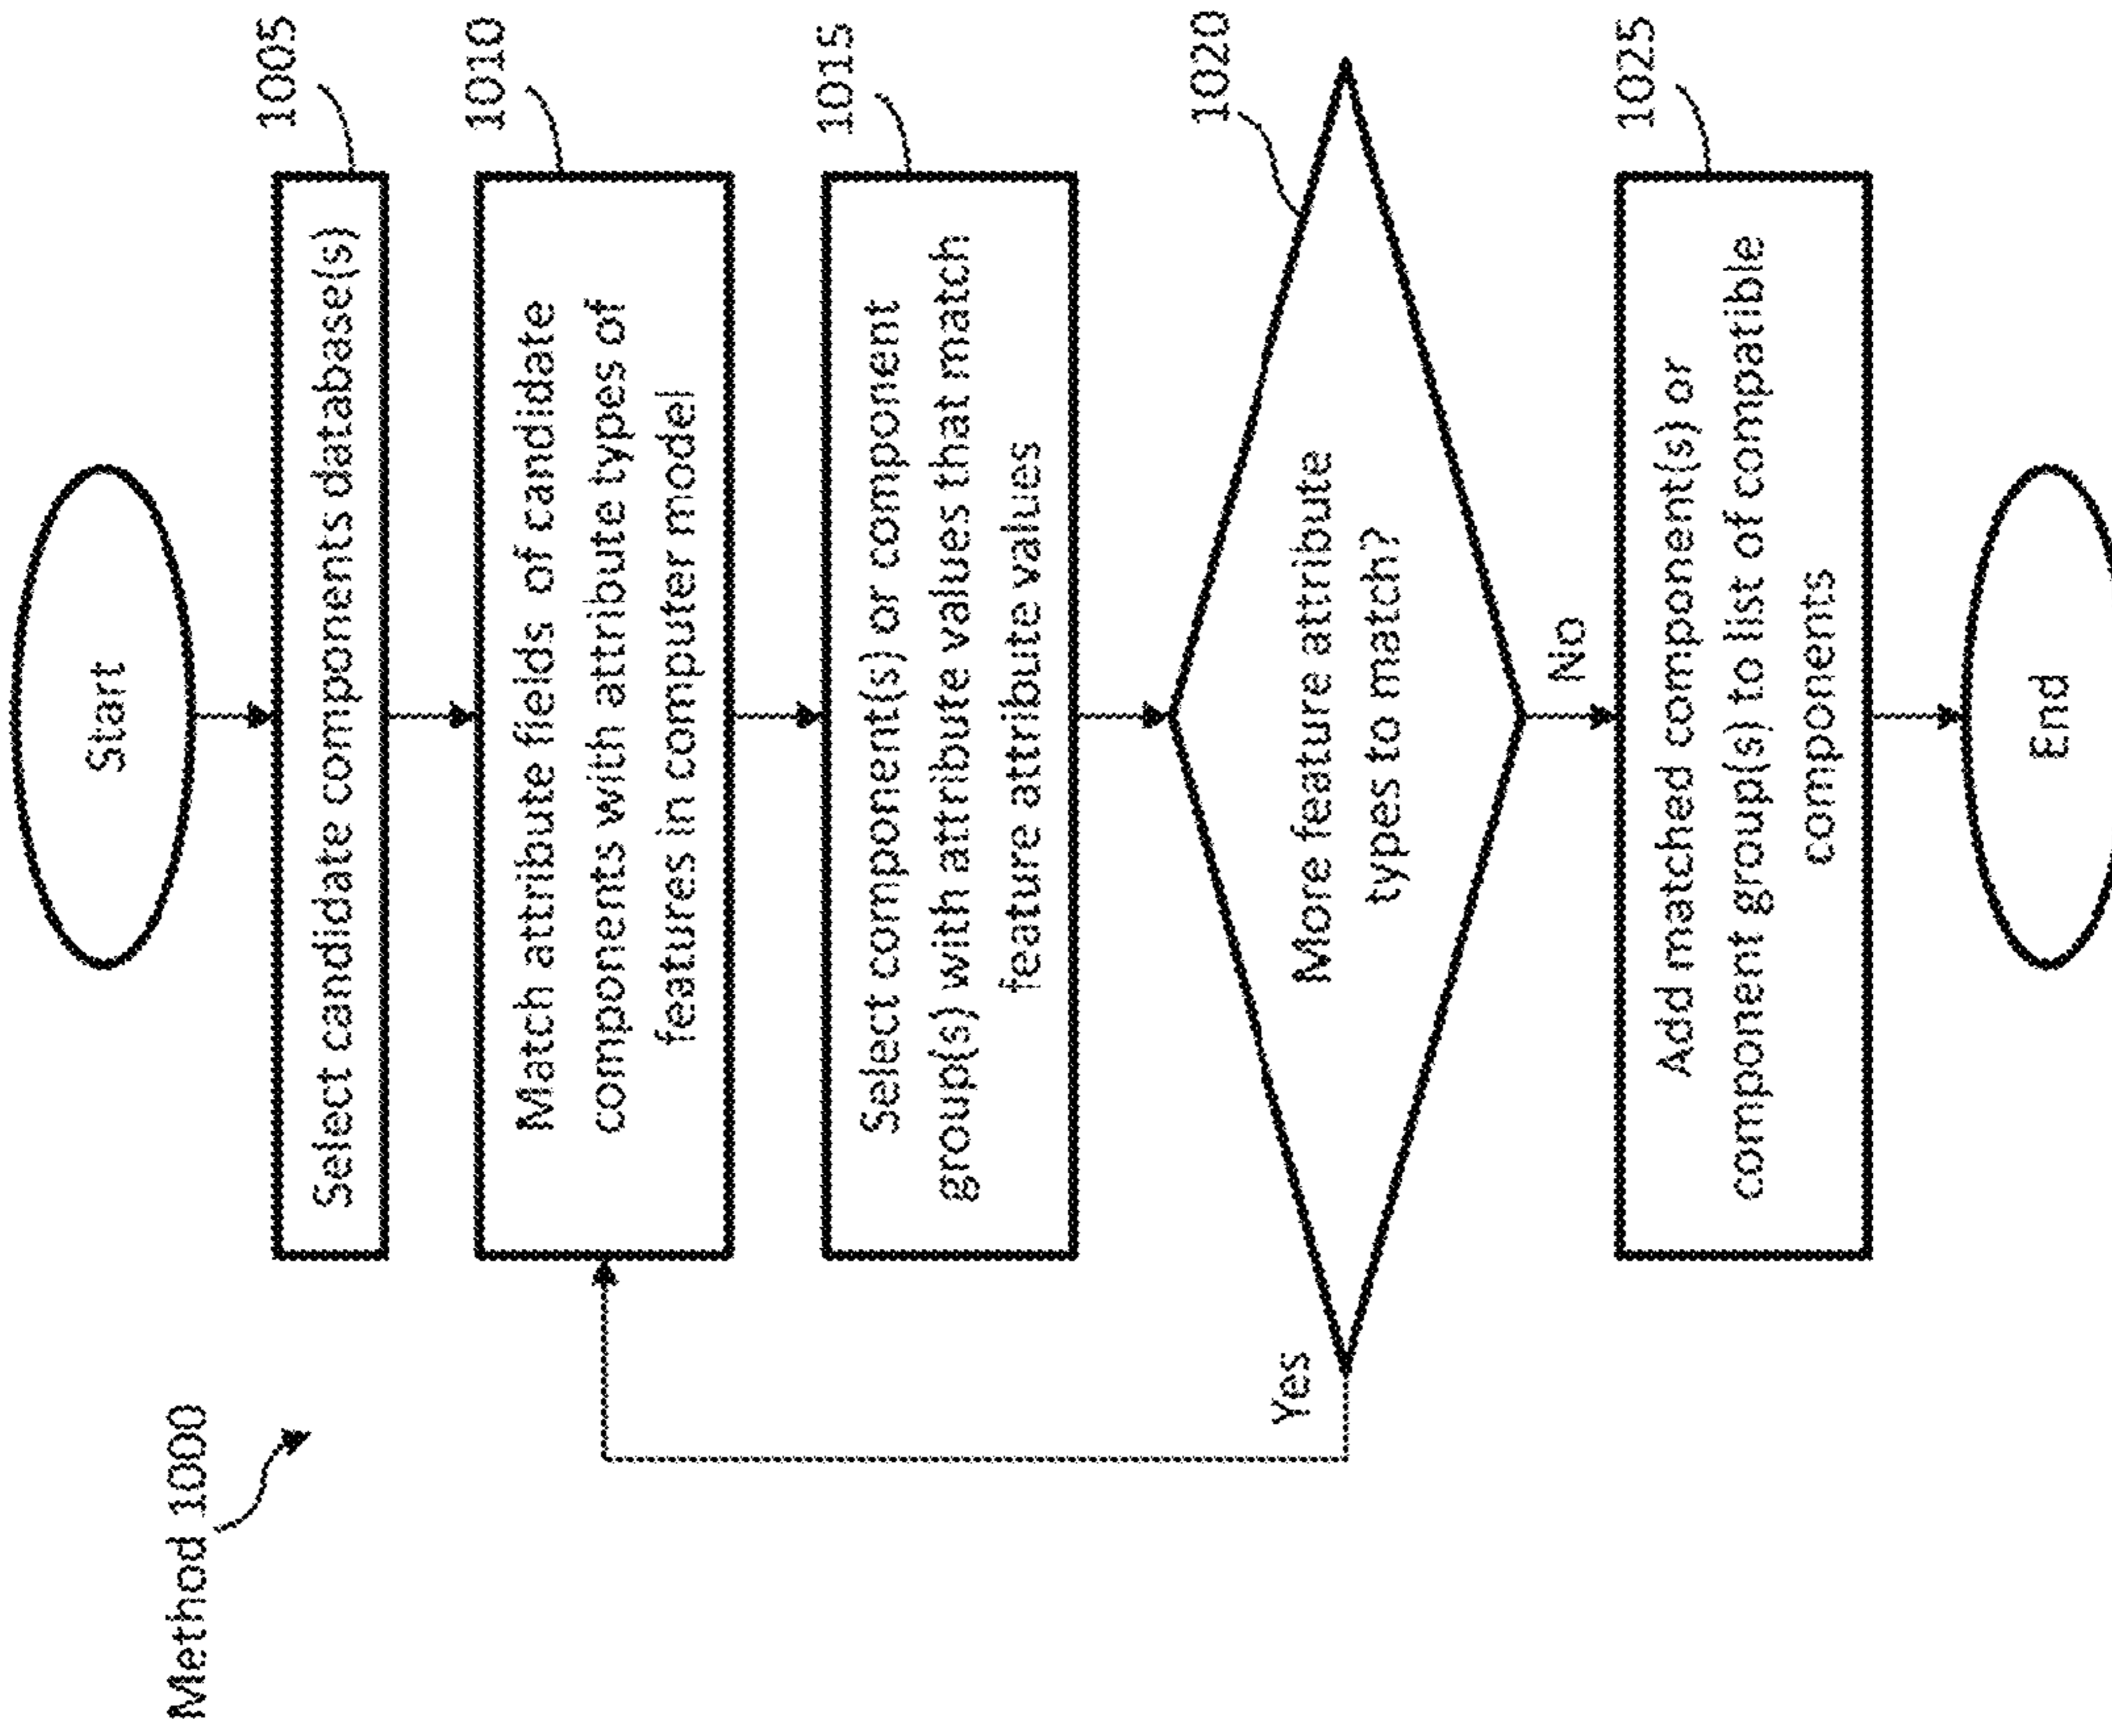 Method 1000
Start
Select candidate components database(s)
1005
Match attribute fields of candidate
components with attribute types of
features in computer model
1010
Select component(s) or component
group(s) with attribute values that match
feature attribute values
1015
More feature attribute
types to match?
1020
Yes
No
Add matched component(s) or
component group(s) to list of compatible
components
1025
End